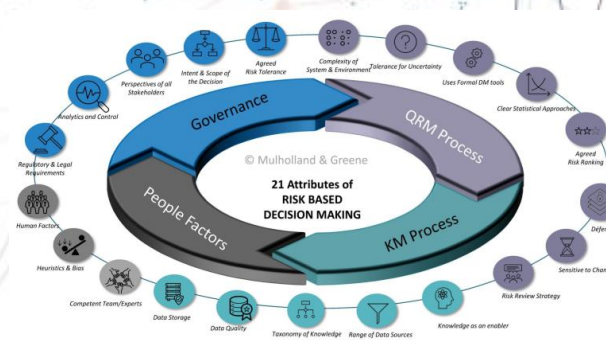 Agreed
Risk Tolerance
Complexity of
System & Environment
Tolerance for Uncertainty
Uses Formal DM tools
Clear Statistical Approaches
Agreed
Risk Ranking
Sensitive to
Risk Review Strategy
Knowledge as an enabler
Range of Data Sources
Taxonomy of Knowledge
Data Quality
Data Storage
Competent Team/Experts
Heuristics & Bias
Human Factors
Regulatory & Legal
Requirements
Analytics and Control
Perspectives of all
Stakeholders
Intent & Scope of
the Decision
Governance
QRM Process
KM Process
People Factors
© Mulholland & Greene
21 Attributes of
RISK BASED
DECISION MAKING